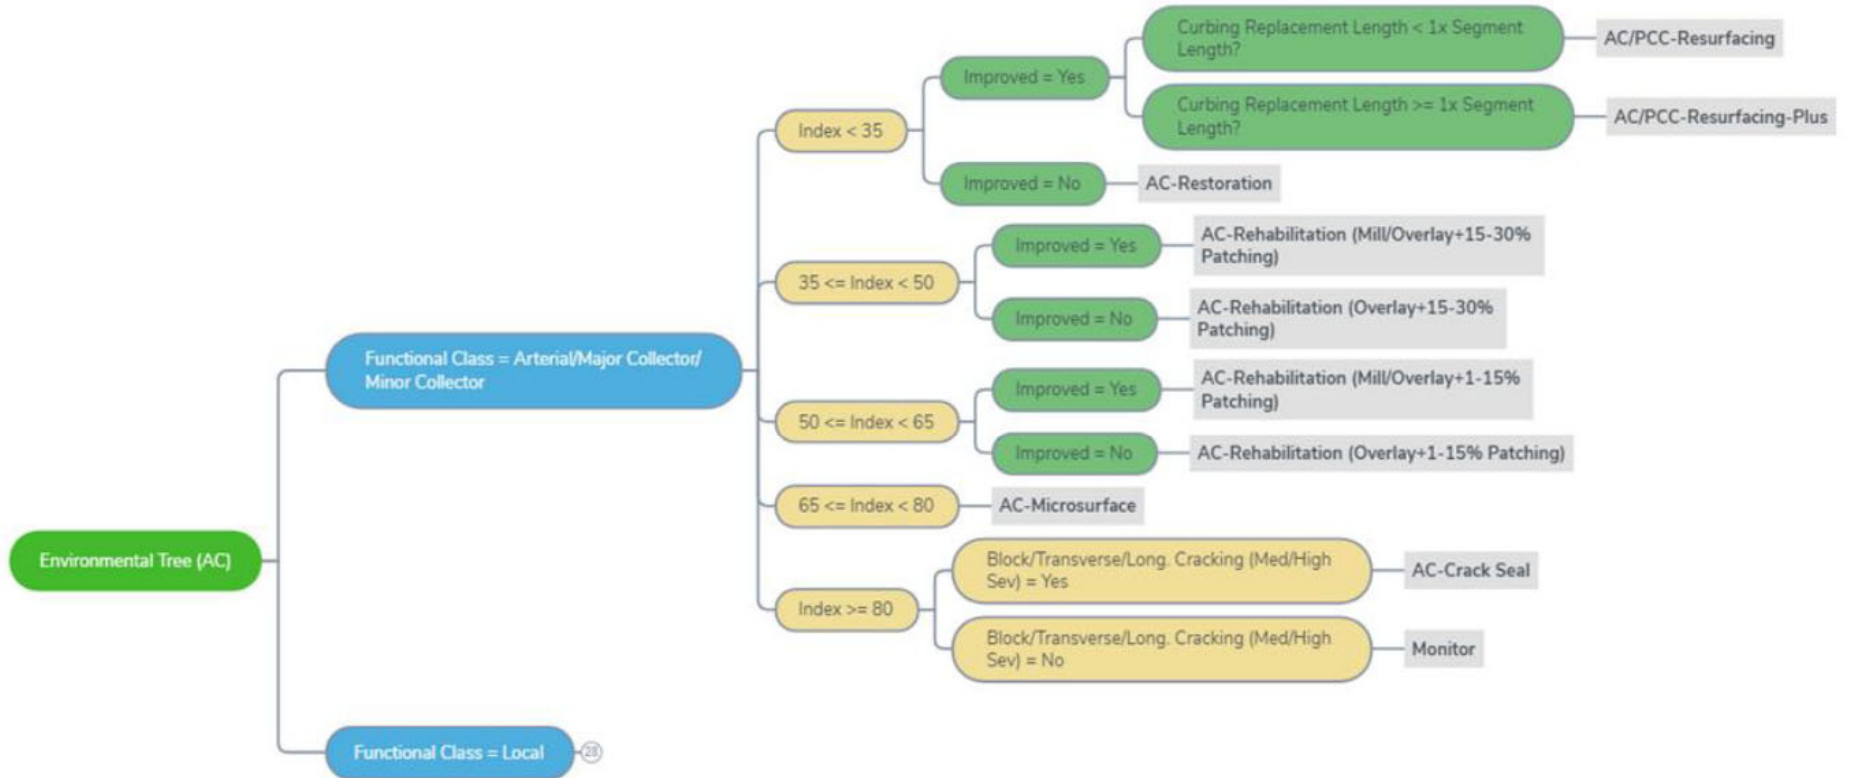 Curbing Replacement Length < 1x Segment
Length?
AC/PCC-Resurfacing
Improved = Yes
Curbing Replacement Length >= 1x Segment
Length?
AC/PCC-Resurfacing-Plus
Index < 35
Improved = No
AC-Restoration
Improved = Yes
AC-Rehabilitation (Mill/Overlay+15-30%
Patching)
35 <= Index < 50
Improved = No
AC-Rehabilitation (Overlay+15-30%
Patching)
Functional Class = Arterial/Major Collector/
Minor Collector
Improved = Yes
AC-Rehabilitation (Mill/Overlay+1-15%
Patching)
50 <= Index < 65
Improved = No
AC-Rehabilitation (Overlay+1-15% Patching)
65 <= Index < 80
AC-Microsurface
Environmental Tree (AC)
Block/Transverse/Long. Cracking (Med/High
Sev) = Yes
AC-Crack Seal
Index >= 80
Block/Transverse/Long. Cracking (Med/High
Sev) = No
Monitor
Functional Class = Local
28